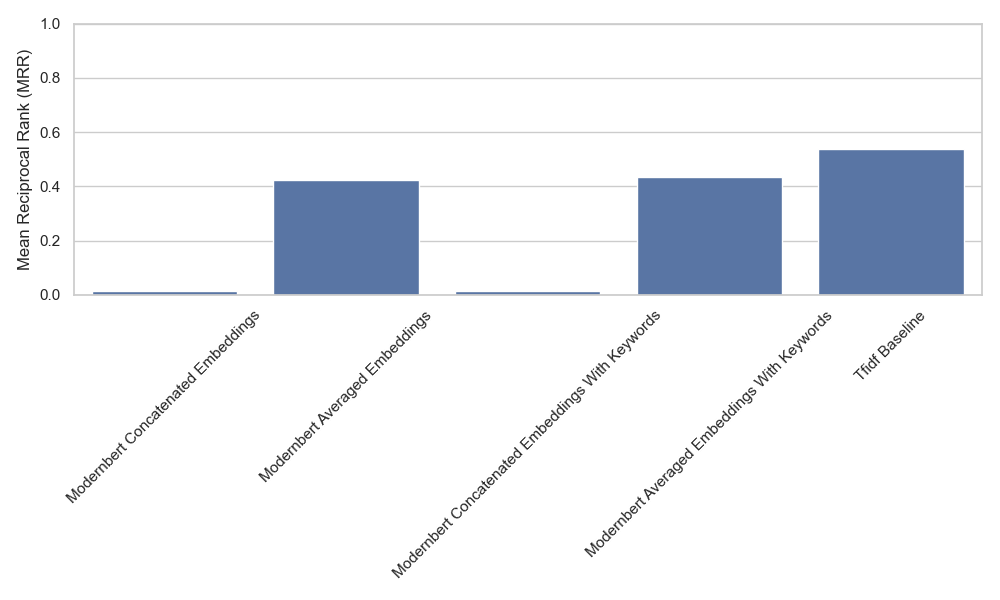 Mean Reciprocal Rank (MRR)
1.0
0.8
0.6
0.4
0.2
0.0
Modernbert Concatenated Embeddings
Modernbert Averaged Embeddings
Modernbert Concatenated Embeddings With Keywords
Modernbert Averaged Embeddings With Keywords
Tfidf Baseline